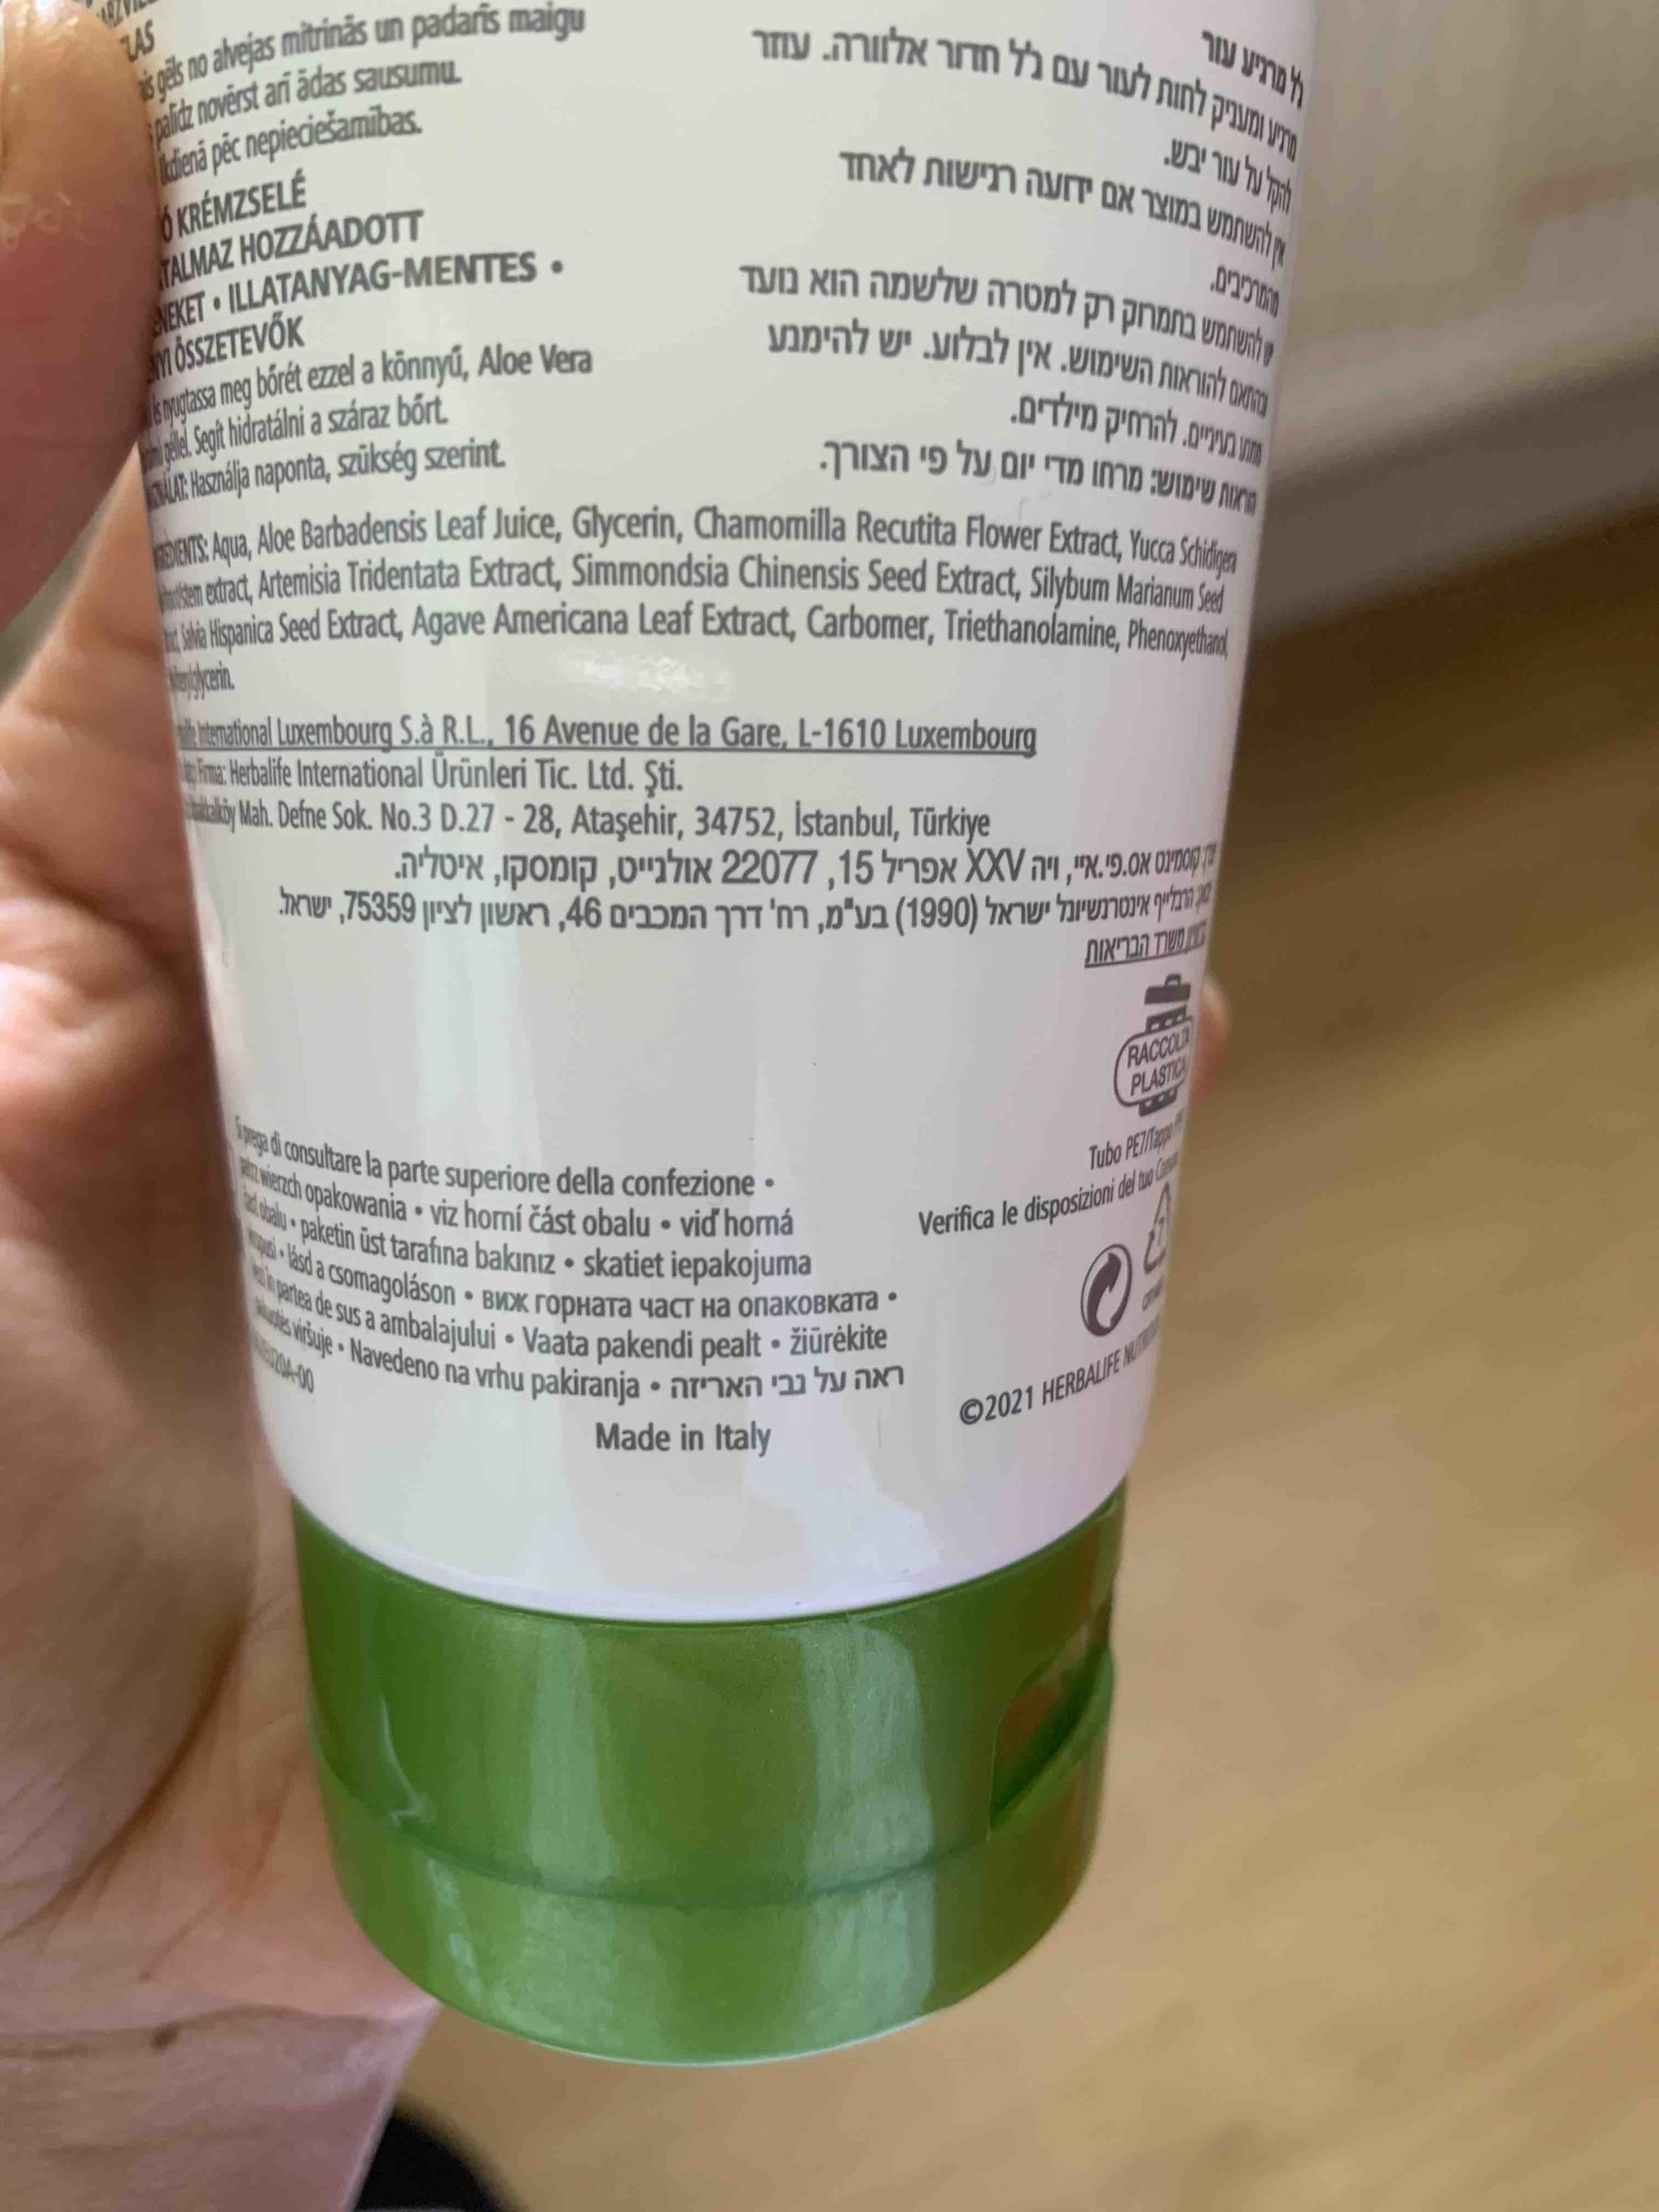 ĻAS
gēls no alvejas mitrinās un padarīs maigu
palīdz novērst arī ādas sausumu.
pēc nepieciešamības.
KRÉMZSELÉ
HOZZÁADOTT
• ILLATANYAG-MENTES •
ÖSSZETEVŐK
nyugtassa meg bőrét ezzel a könnyű, Aloe Vera
géllel. Segít hidratálni a száraz bőrt.
Használja naponta, szükség szerint.
ג'ל מרגיע עור
מרגיע ומעניק לחות לעור עם ג'ל חדור אלוורה. עוזר
להקל על עור יבש.
אין להשתמש במוצר אם ידועה רגישות לאחד
מהמרכיבים.
יש להשתמש בתמרוק רק למטרה שלשמה הוא נועד
ובהתאם להוראות השימוש. אין לבלוע. יש להימנע
ממגע בעיניים. להרחיק מילדים.
הוראות שימוש: מרחו מדי יום על פי הצורך.
INGREDIENTS: Aqua, Aloe Barbadensis Leaf Juice, Glycerin, Chamomilla Recutita Flower Extract, Yucca Schidigera
extract, Artemisia Tridentata Extract, Simmondsia Chinensis Seed Extract, Silybum Marianum Seed
Salvia Hispanica Seed Extract, Agave Americana Leaf Extract, Carbomer, Triethanolamine, Phenoxyethanol,
International Luxembourg S.à R.L., 16 Avenue de la Gare, L-1610 Luxembourg
Firma: Herbalife International Ürünleri Tic. Ltd. Şti.
Mah. Defne Sok. No.3 D.27 - 28, Ataşehir, 34752, İstanbul, Türkiye
קוסמינט אס.פי.איי, ויה XXV אפריל 15, 22077 אולג'ייט, קומסקו, איטליה.
הרבלייף אינטרנשיונל ישראל (1990) בע"מ, רח' דרך המכבים 46, ראשון לציון 75359, ישראל.
משרד הבריאות
RACCOLTA
PLASTICA
Tubo PE7/Tappo
Verifica le disposizioni del tuo
Si prega di consultare la parte superiore della confezione •
wierzch opakowania • viz horní část obalu • viď horná
obalu • paketin üst tarafına bakınız • skatiet iepakojuma
• lásd a csomagoláson • виж горната част на опаковката •
partea de sus a ambalajului • Vaata pakendi pealt • žiūrėkite
viršuje • Navedeno na vrhu pakiranja • ראה על גבי האריזה
©2021 HERBALIFE
Made in Italy